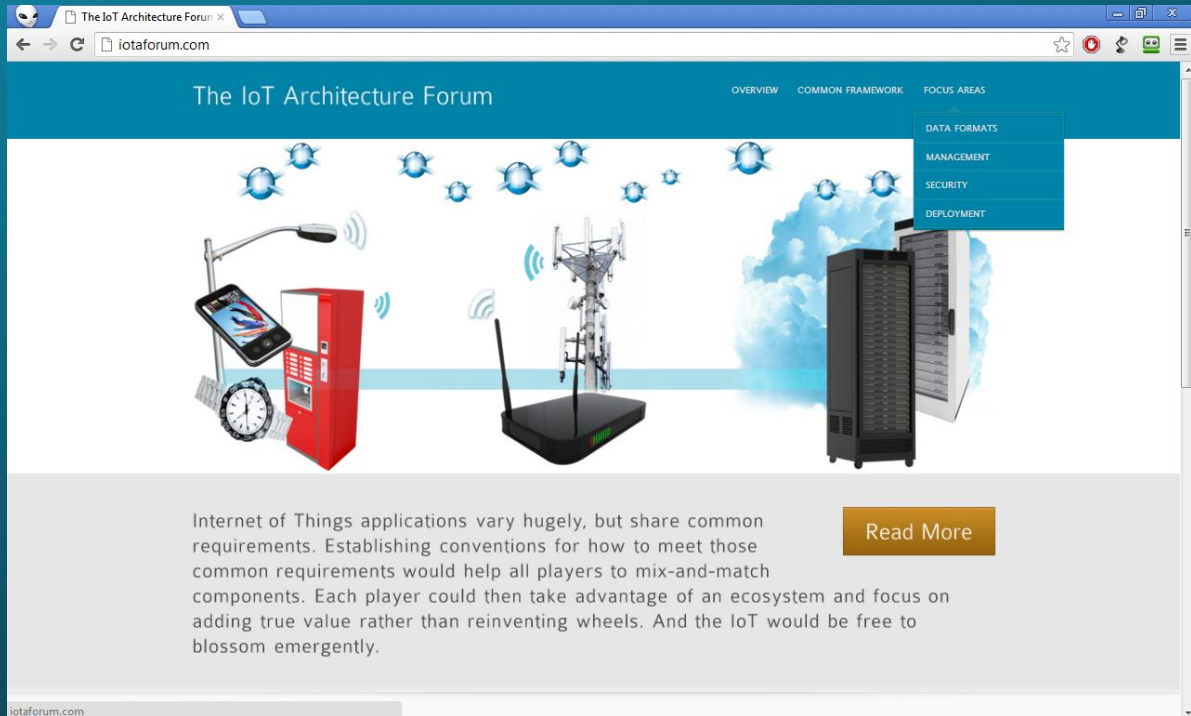 The IoT Architecture Forun
iotaforum.com
The IoT Architecture Forum
OVERVIEW COMMON FRAMEWORK FOCUS AREAS
DATA FORMATS
MANAGEMENT
SECURITY
DEPLOYMENT
Internet of Things applications vary hugely, but share common
requirements. Establishing conventions for how to meet those
common requirements would help all players to mix-and-match
components. Each player could then take advantage of an ecosystem and focus on
adding true value rather than reinventing wheels. And the IoT would be free to
blossom emergently.
Read More
iotaforum.com